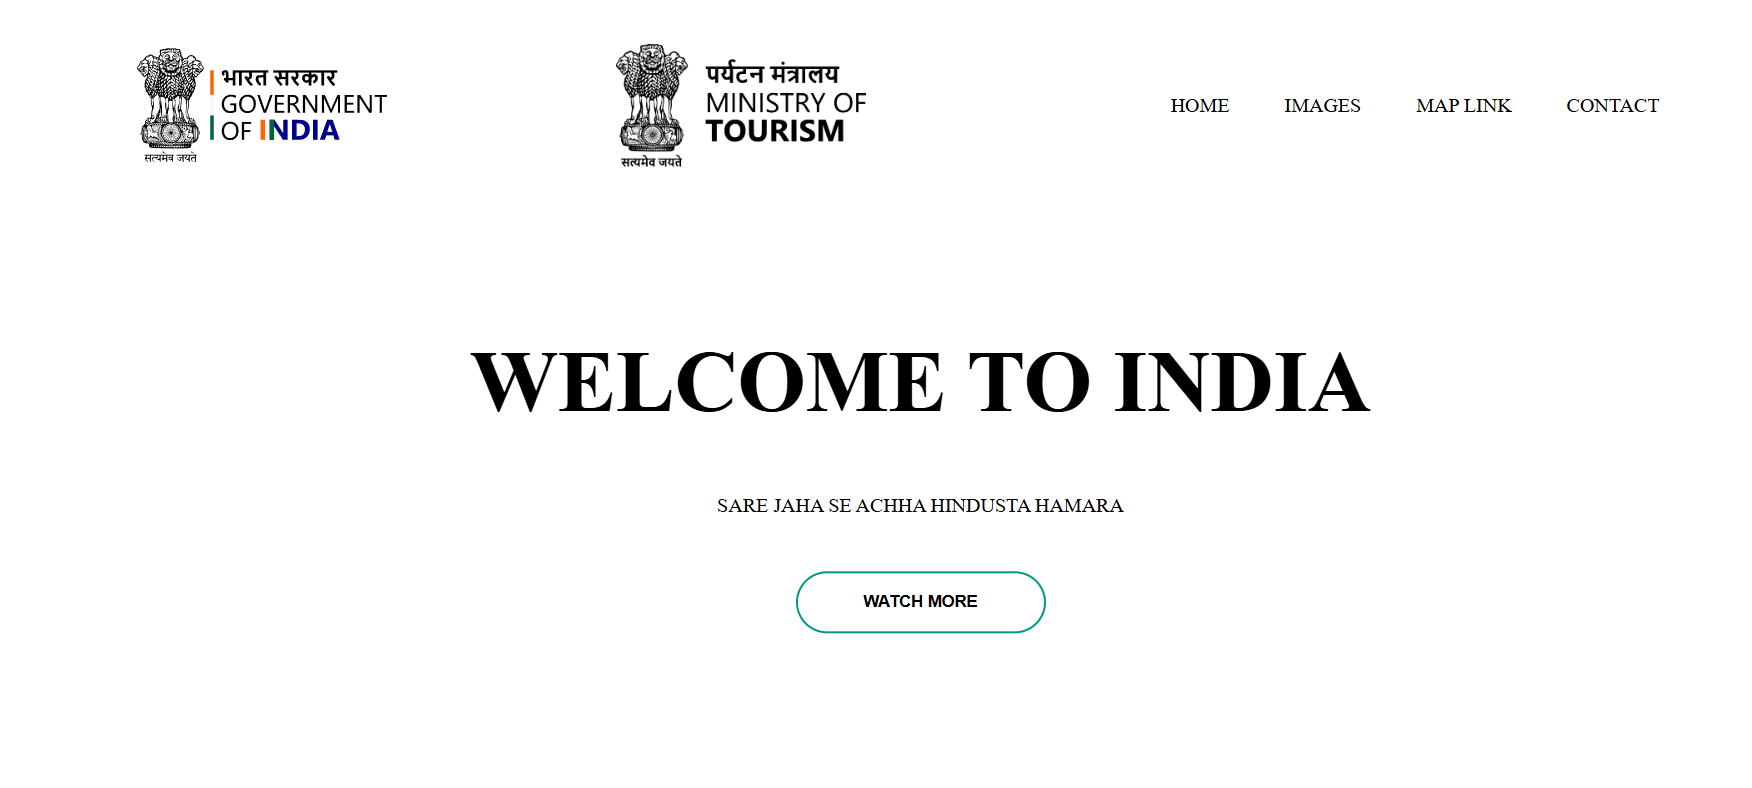 भारत सरकार
GOVERNMENT
OF INDIA
सत्यमेव जयते
पर्यटन मंत्रालय
MINISTRY OF
TOURISM
सत्यमेव जयते
HOME IMAGES MAP LINK CONTACT
WELCOME TO INDIA
SARE JAHA SE ACHHA HINDUSTA HAMARA
WATCH MORE